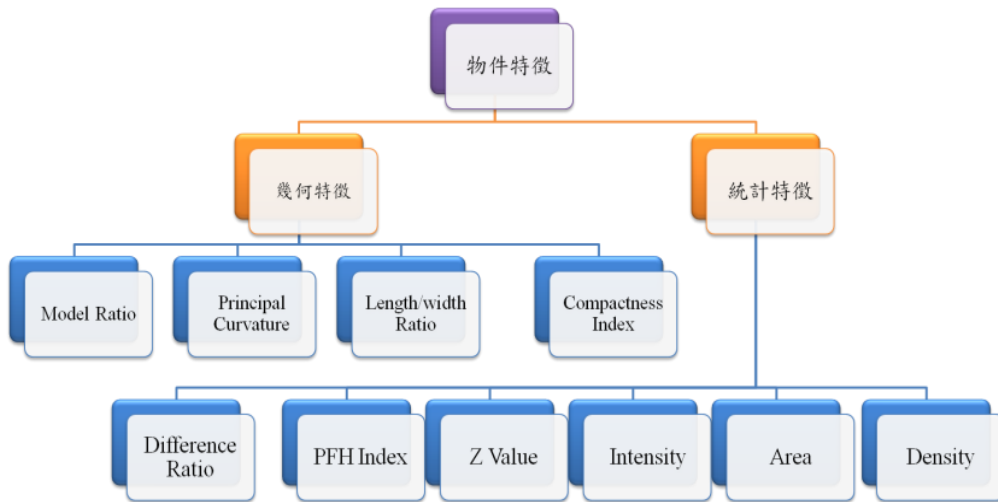 物件特徵
幾何特徵
統計特徵
Model Ratio
Principal
Curvature
Length/width
Ratio
Compactness
Index
Difference
Ratio
PFH Index
Z Value
Intensity
Area
Density